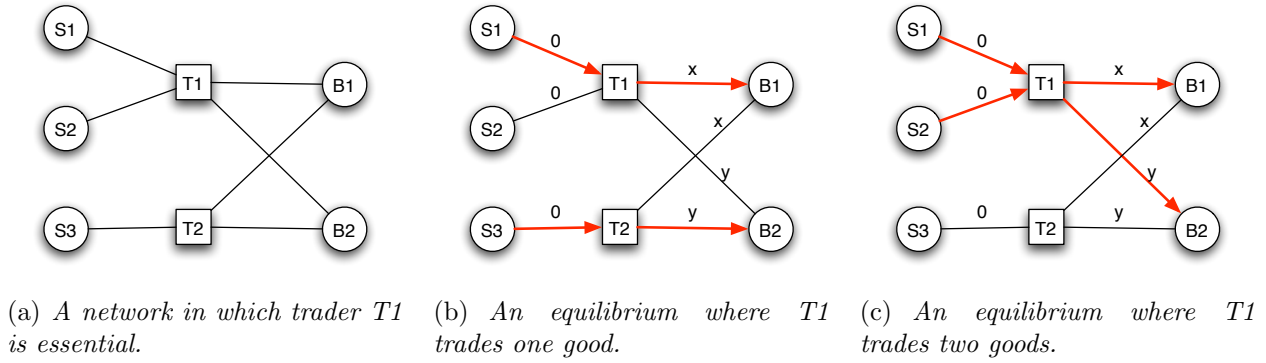 S1
T1
B1
S2
S3
T2
B2
S1
0
T1
x
B1
0
S2
x
y
S3
0
T2
y
B2
S1
0
T1
x
B1
0
S2
x
y
S3
0
T2
y
B2
(a) A network in which trader T1
is essential.
(b) An equilibrium where T1
trades one good.
(c) An equilibrium where T1
trades two goods.